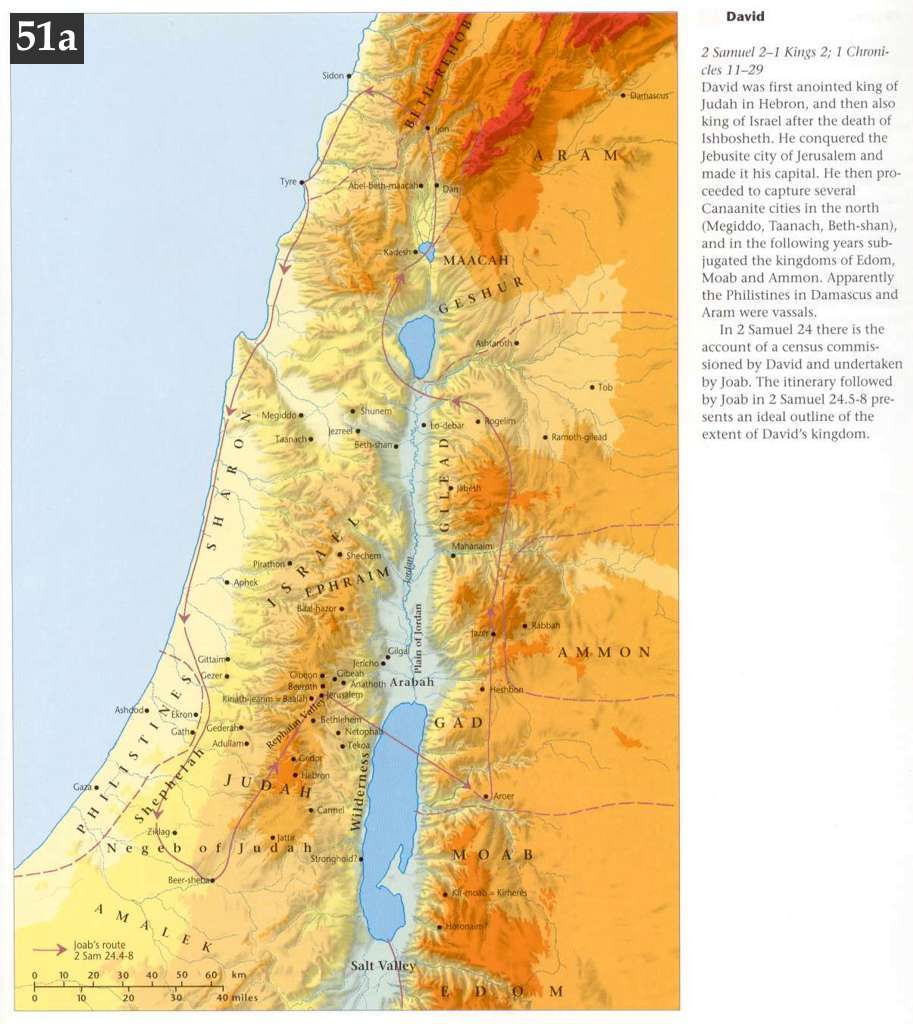 51a
David
2 Samuel 2–1 Kings 2; 1 Chroni-
cles 11–29
David was first anointed king of
Judah in Hebron, and then also
king of Israel after the death of
Ishbosheth. He conquered the
Jebusite city of Jerusalem and
made it his capital. He then pro-
ceeded to capture several
Canaanite cities in the north
(Megiddo, Taanach, Beth-shan),
and in the following years sub-
jugated the kingdoms of Edom,
Moab and Ammon. Apparently
the Philistines in Damascus and
Aram were vassals.
In 2 Samuel 24 there is the
account of a census commis-
sioned by David and undertaken
by Joab. The itinerary followed
by Joab in 2 Samuel 24.5-8 pre-
sents an ideal outline of the
extent of David's kingdom.
BETH REHOB
Sidon
Damascus
Ijon
ARAM
Tyre
Abel-beth-maacah
Dan
Kadesh
MAACAH
GESHUR
Ashtaroth
Tob
Megiddo
Shunem
Lo-debar
Rogelim
Taanach
Jezreel
Beth-shan
Ramoth-gilead
SHARON
GILEAD
Jabesh
ISRAEL
Shechem
Mahanaim
Pirathon
EPHRAIM
Jordan
Aphek
Baal-hazor
Plain of Jordan
Jazer
Rabbah
AMMON
Gilgal
Jericho
Gittaim
Gezer
Gibeon
Gibeah
Beeroth
Anathoth
Arabah
Kiriath-jearim = Baalah
Jerusalem
Heshbon
PHILISTINES
Ashdod
Ekron
Gath
Gederah
Adullam
Rephaim Valley
Bethlehem
Netophah
Tekoa
GAD
Shephelah
Gedor
Hebron
JUDAH
Wilderness
Gaza
Carmel
Aroer
Ziklag
Jattir
Negeb of Judah
Stronghold?
MOAB
Beer-sheba
Kir-moab = Kirheres
AMALEK
Horonaim?
Joab's route
2 Sam 24.4-8
Salt Valley
EDOM
0 10 20 30 40 50 60 km
0 10 20 30 40 miles